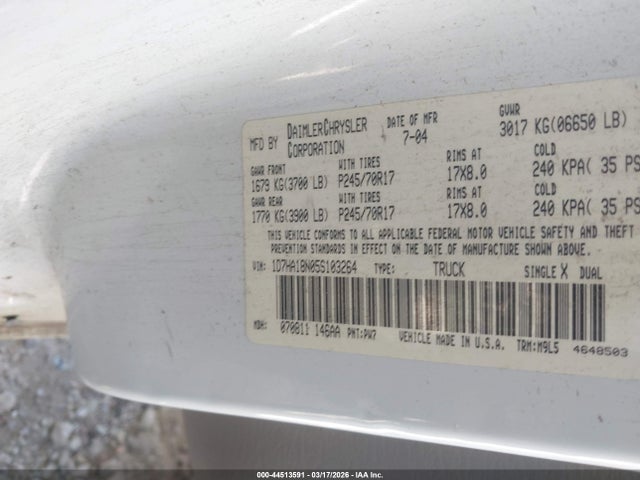 MFD BY DAIMLERCHRYSLER CORPORATION DATE OF MFR 7-04 GVWR 3017 KG(06650 LB)
GAWR FRONT WITH TIRES RIMS AT COLD
1679 KG(3700 LB) P245/70R17 17X8.0 240 KPA( 35 PS
GAWR REAR WITH TIRES RIMS AT COLD
1770 KG(3900 LB) P245/70R17 17X8.0 240 KPA( 35 PS
THIS VEHICLE CONFORMS TO ALL APPLICABLE FEDERAL MOTOR VEHICLE SAFETY AND THEFT
PREVENTION STANDARDS IN EFFECT ON THE DATE OF MANUFACTURE SHOWN ABOVE.
VIN: 1D7HA18N05S103264 TYPE: TRUCK SINGLE X DUAL
MDH: 070811 146AA PNT:PW7 VEHICLE MADE IN U.S.A. TRM:M9L5 4648503
000-44513591 - 03/17/2026 - IAA Inc.